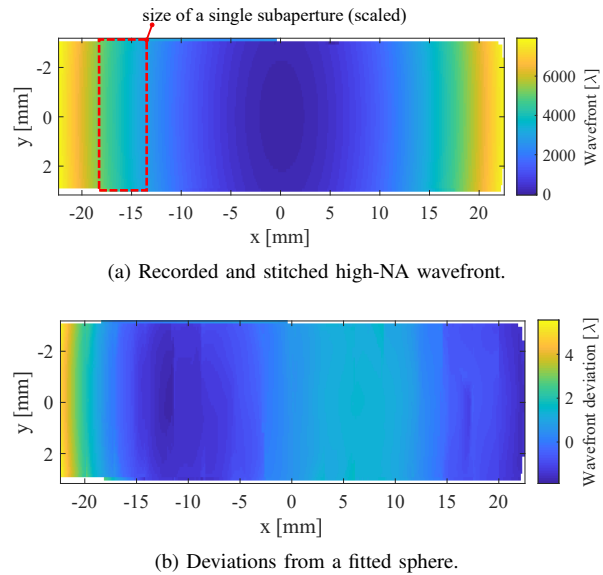 size of a single subaperture (scaled)
-2
0
2
y [mm]
-20 -15 -10 -5 0 5 10 15 20
x [mm]
6000
4000
2000
0
Wavefront [λ]
(a) Recorded and stitched high-NA wavefront.
-2
0
2
y [mm]
-20 -15 -10 -5 0 5 10 15 20
x [mm]
4
2
0
Wavefront deviation [λ]
(b) Deviations from a fitted sphere.